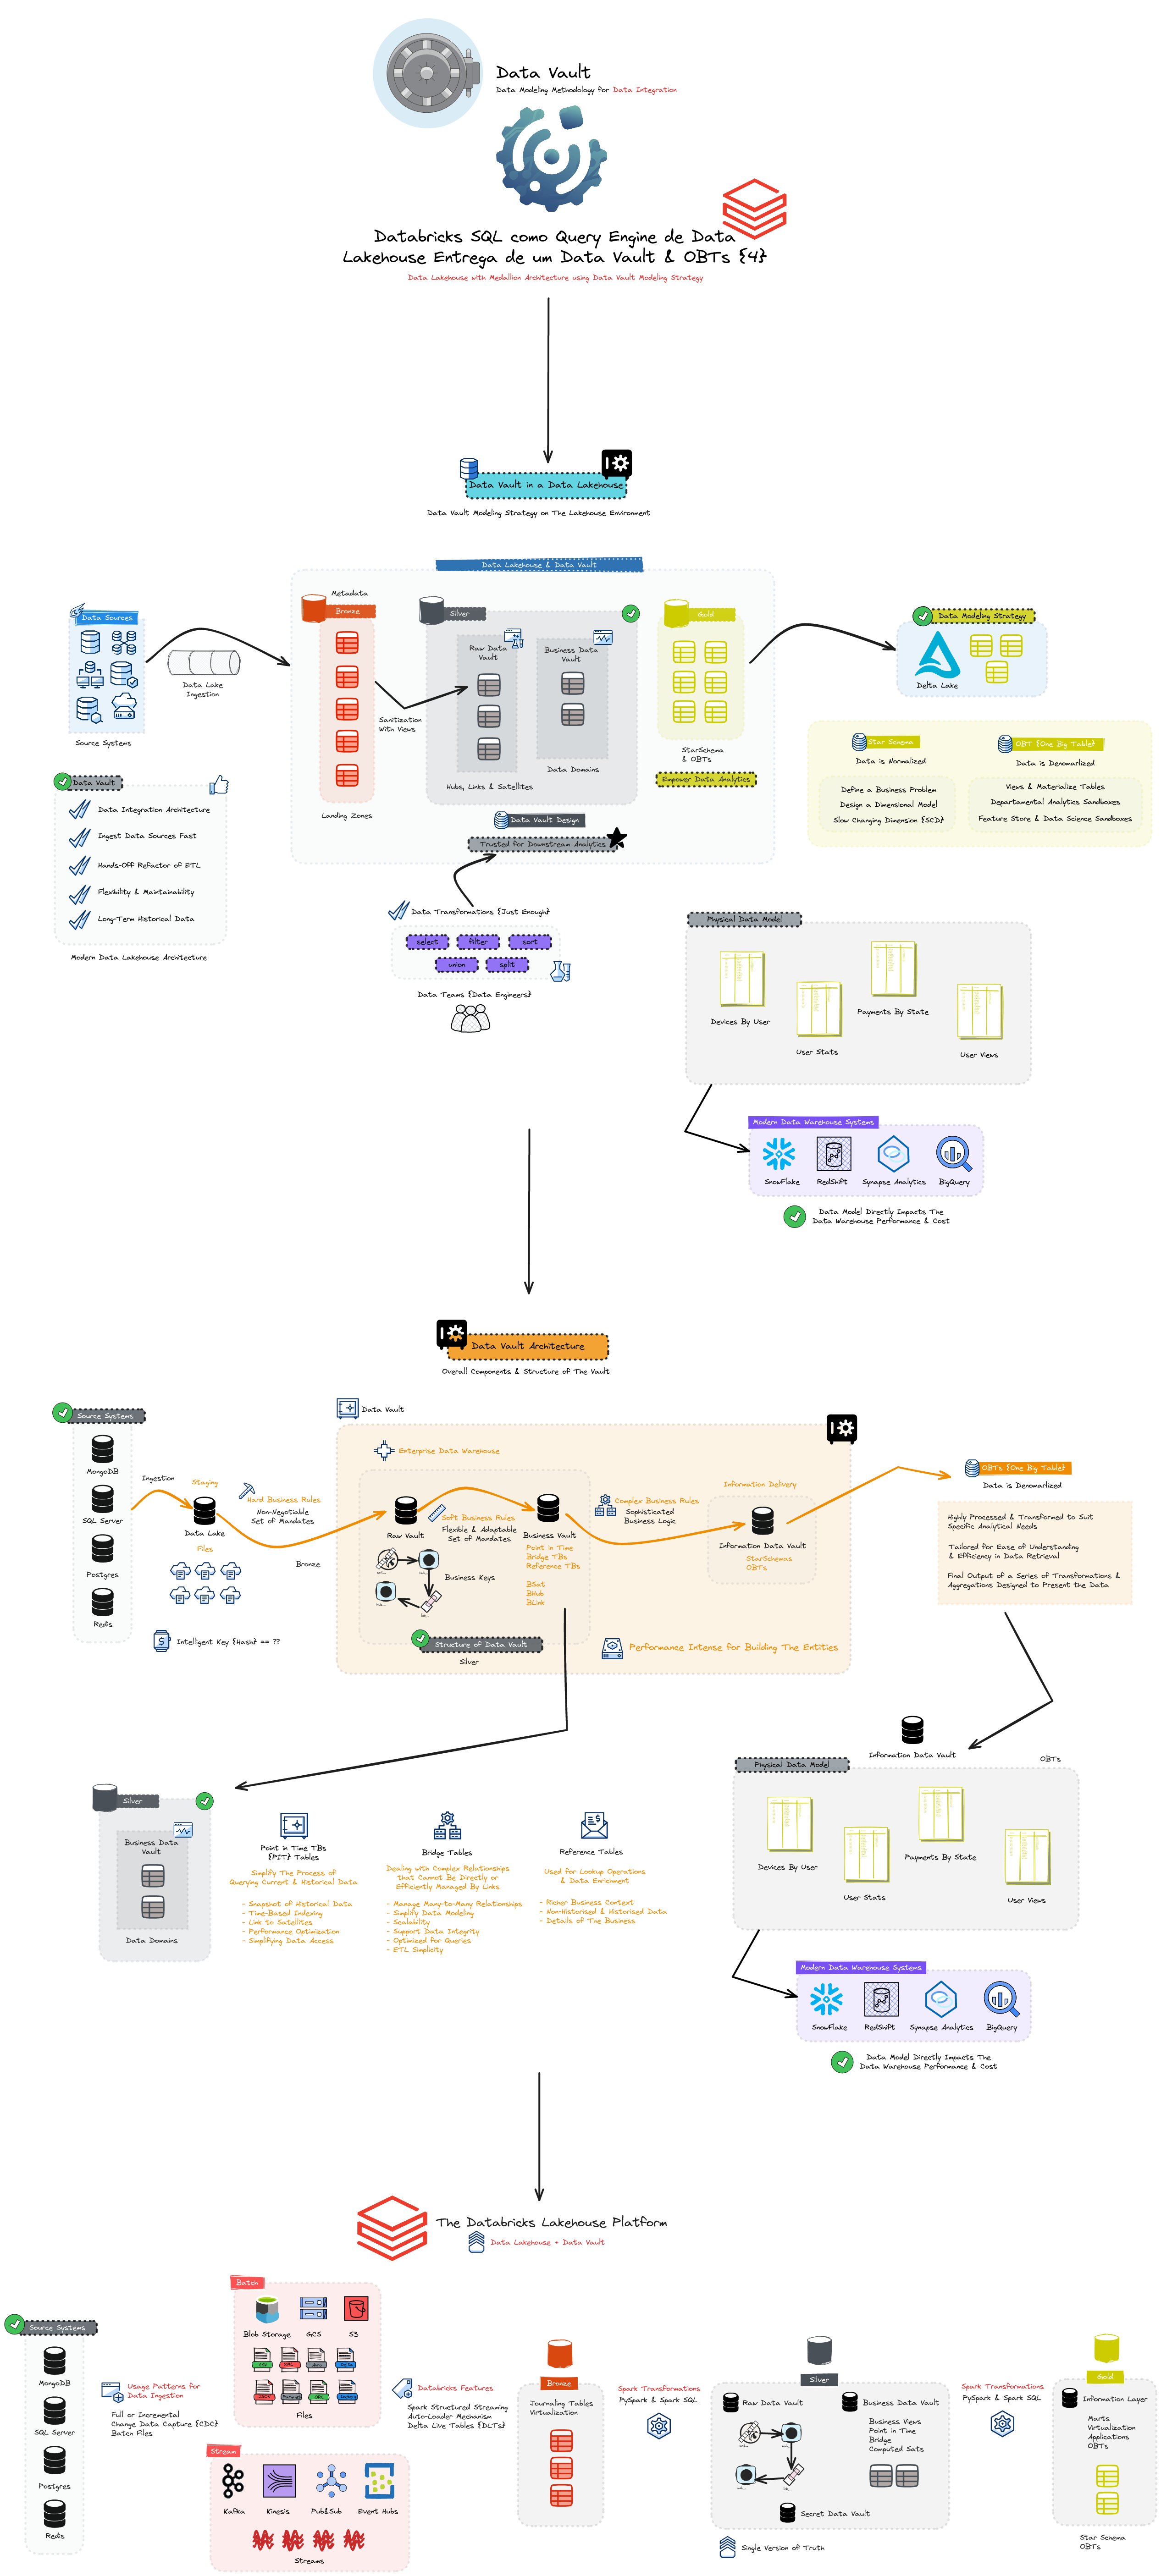 Data Vault
Data Modeling Methodology for Data Integration
Databricks SQL como Query Engine de Data
Lakehouse Entrega de um Data Vault & OBTs {4}
Data Lakehouse with Medallion Architecture using Data Vault Modeling Strategy
Data Vault in a Data Lakehouse
Data Vault Modeling Strategy on The Lakehouse Environment
Data Lakehouse & Data Vault
Data Sources
Source Systems
Data Lake
Ingestion
Metadata
Bronze
Landing Zones
Sanitization
With Views
Silver
Raw Data
Vault
Business Data
Vault
Hubs, Links & Satellites
Data Domains
Gold
StarSchema
& OBTs
Empower Data Analytics
Data Vault Design
Trusted for Downstream Analytics
Data Modeling Strategy
Delta Lake
Star Schema
Data is Normalized
Define a Business Problem
Design a Dimensional Model
Slow Changing Dimension {SCD}
OBT {One Big Table}
Data is Denomarlized
Views & Materialize Tables
Departamental Analytics Sandboxes
Feature Store & Data Science Sandboxes
Data Vault
Data Integration Architecture
Ingest Data Sources Fast
Hands-Off Refactor of ETL
Flexibility & Maintainability
Long-Term Historical Data
Modern Data Lakehouse Architecture
Data Transformations {Just Enough}
select
filter
sort
union
split
Data Teams {Data Engineers}
Physical Data Model
Devices By User
User Stats
Payments By State
User Views
Modern Data Warehouse Systems
SnowFlake
RedShift
Synapse Analytics
BigQuery
Data Model Directly Impacts The
Data Warehouse Performance & Cost
Data Vault Architecture
Overall Components & Structure of The Vault
Source Systems
MongoDB
SQL Server
Postgres
Redis
Ingestion
Staging
Data Lake
Files
Hard Business Rules
Non-Negotiable
Set of Mandates
Bronze
Intelligent Key {Hash} == ??
Data Vault
Enterprise Data Warehouse
Raw Vault
Soft Business Rules
Flexible & Adaptable
Set of Mandates
Business Keys
Business Vault
Point in Time
Bridge TBs
Reference TBs
BSat
BHub
BLink
Structure of Data Vault
Silver
Complex Business Rules
Sophisticated
Business Logic
Information Delivery
Information Data Vault
StarSchemas
OBTs
Performance Intense for Building The Entities
OBTs {One Big Table}
Data is Denomarlized
Highly Processed & Transformed to Suit
Specific Analytical Needs
Tailored for Ease of Understanding
& Efficiency in Data Retrieval
Final Output of a Series of Transformations &
Aggregations Designed to Present the Data
Silver
Business Data
Vault
Data Domains
Point in Time TBs
{PIT} Tables
Simplify The Process of
Querying Current & Historical Data
- Snapshot of Historical Data
- Time-Based Indexing
- Link to Satellites
- Performance Optimization
- Simplifying Data Access
Bridge Tables
Dealing with Complex Relationships
that Cannot Be Directly or
Efficiently Managed By Links
- Manage Many-to-Many Relationships
- Simplify Data Modeling
- Scalability
- Support Data Integrity
- Optimized for Queries
- ETL Simplicity
Reference Tables
Used for Lookup Operations
& Data Enrichment
- Richer Business Context
- Non-Historised & Historised Data
- Details of The Business
Information Data Vault
OBTs
Physical Data Model
Devices By User
User Stats
Payments By State
User Views
Modern Data Warehouse Systems
SnowFlake
RedShift
Synapse Analytics
BigQuery
Data Model Directly Impacts The
Data Warehouse Performance & Cost
The Databricks Lakehouse Platform
Data Lakehouse + Data Vault
Source Systems
MongoDB
SQL Server
Postgres
Redis
Usage Patterns for
Data Ingestion
Full or Incremental
Change Data Capture {CDC}
Batch Files
Batch
Blob Storage
GCS
S3
Files
Stream
Kafka
Kinesis
Pub&Sub
Event Hubs
Streams
Databricks Features
Spark Structured Streaming
Auto-Loader Mechanism
Delta Live Tables {DLTs}
Bronze
Journaling Tables
Virtualization
Spark Transformations
PySpark & Spark SQL
Silver
Raw Data Vault
Business Data Vault
Business Views
Point in Time
Bridge
Computed Sats
Secret Data Vault
Single Version of Truth
Spark Transformations
PySpark & Spark SQL
Gold
Information Layer
Marts
Virtualization
Applications
OBTs
Star Schema
OBTs